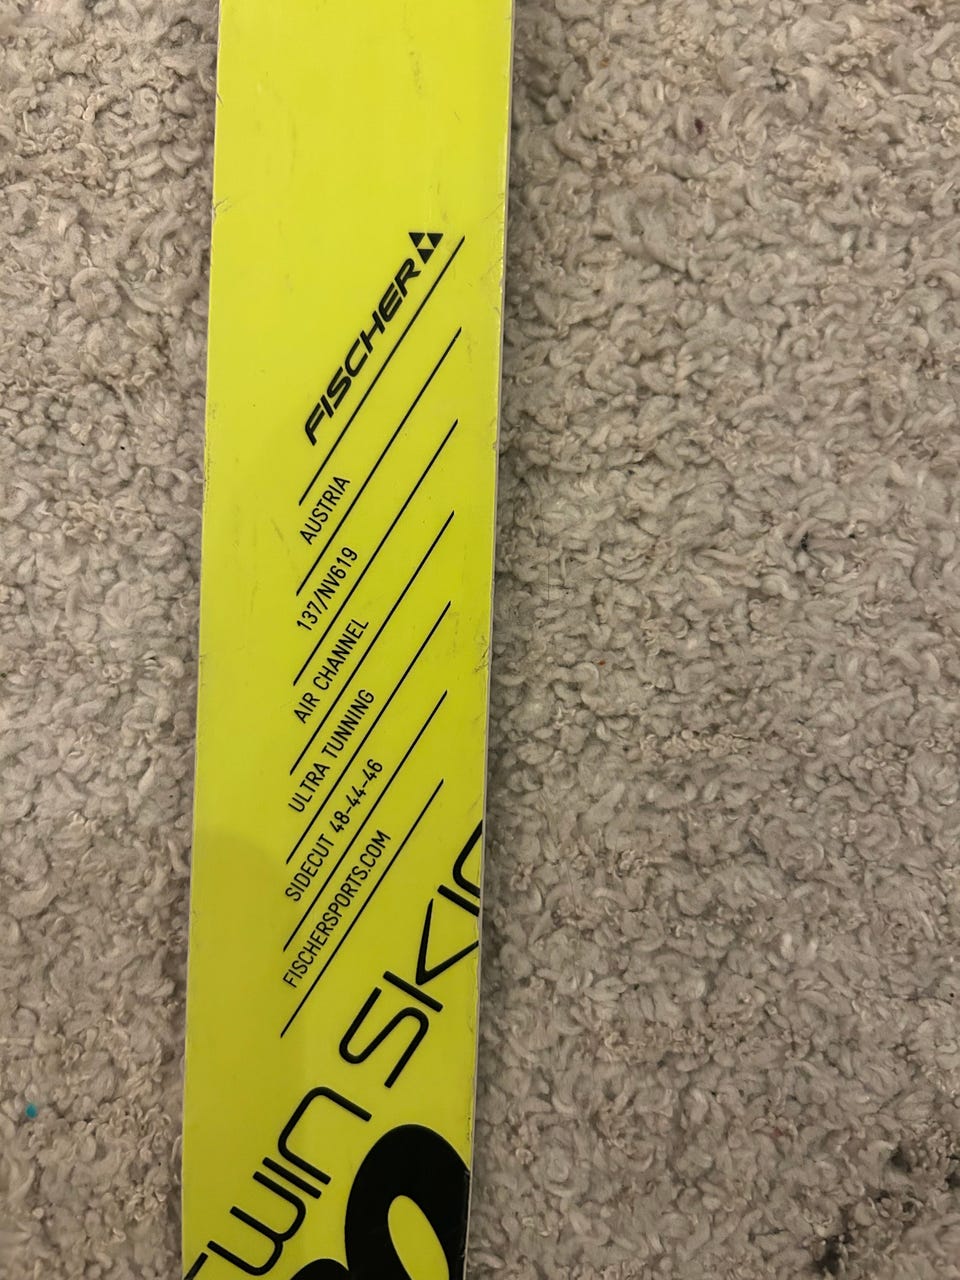 FISCHER
AUSTRIA
137/NV619
AIR CHANNEL
ULTRA TUNNING
SIDECUT 48-44-46
FISCHERSPORTS.COM
TWIN SKIN